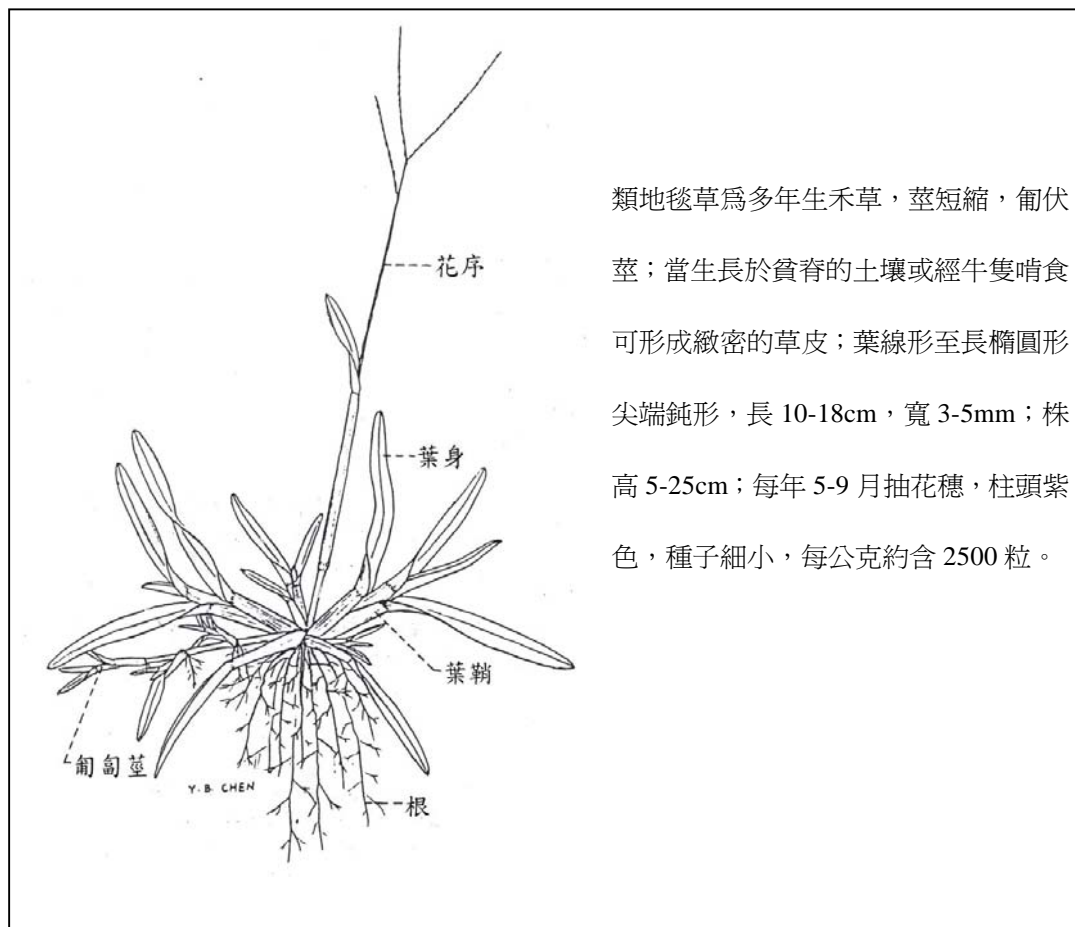 花序
葉身
葉鞘
匍匐莖
Y. B. CHEN
根
類地毯草爲多年生禾草，莖短縮，匍伏
莖；當生長於貧脊的土壤或經牛隻啃食
可形成緻密的草皮；葉線形至長橢圓形
尖端鈍形，長 10-18cm，寬 3-5mm；株
高 5-25cm；每年 5-9 月抽花穗，柱頭紫
色，種子細小，每公克約含 2500 粒。